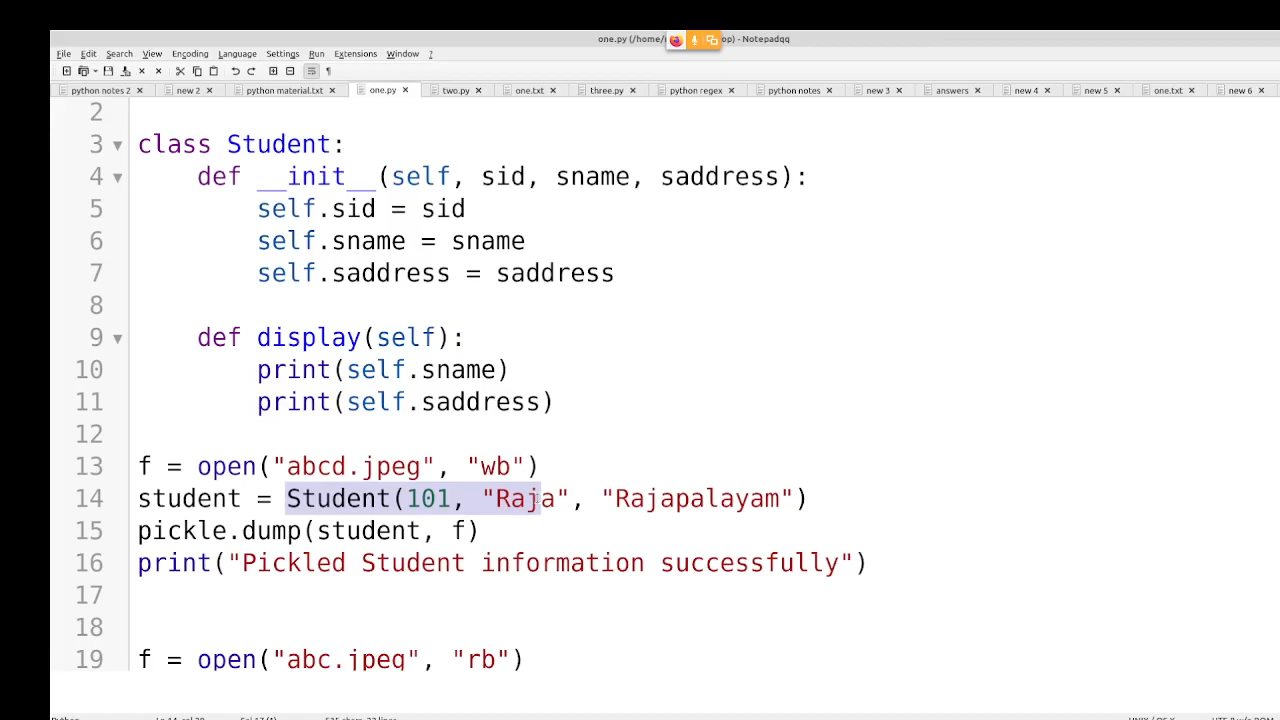 one.py (/home/ op) - Notepadqq
File Edit Search View Encoding Language Settings Run Extensions Window ?
python notes 2 new 2 python material.txt one.py two.py one.txt three.py python regex python notes new 3 answers new 4 new 5 one.txt new 6
2
3 class Student:
4 def __init__(self, sid, sname, saddress):
5 self.sid = sid
6 self.sname = sname
7 self.saddress = saddress
8
9 def display(self):
10 print(self.sname)
11 print(self.saddress)
12
13 f = open("abcd.jpeg", "wb")
14 student = Student(101, "Raja", "Rajapalayam")
15 pickle.dump(student, f)
16 print("Pickled Student information successfully")
17
18
19 f = open("abc.jpeg", "rb")